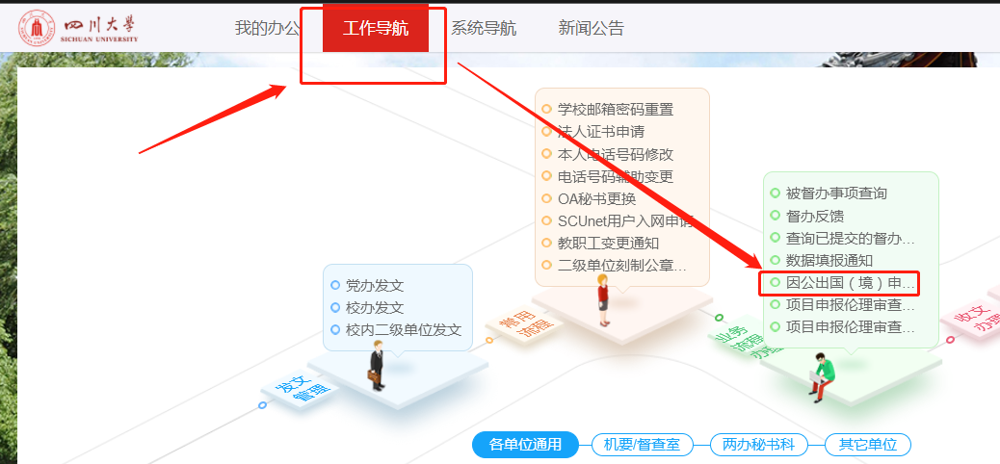 四川大学
SICHUAN UNIVERSITY
我的办公
工作导航
系统导航
新闻公告
学校邮箱密码重置
法人证书申请
本人电话号码修改
电话号码辅助变更
OA秘书更换
SCUnet用户入网申请
教职工变更通知
二级单位刻制公章...
被督办事项查询
督办反馈
查询已提交的督办...
数据填报通知
因公出国（境）申...
项目申报伦理审查...
项目申报伦理审查...
党办发文
校办发文
校内二级单位发文
发文
管理
常用
流程
业务
流程
办理
收文
办理
各单位通用
机要/督查室
两办秘书科
其它单位